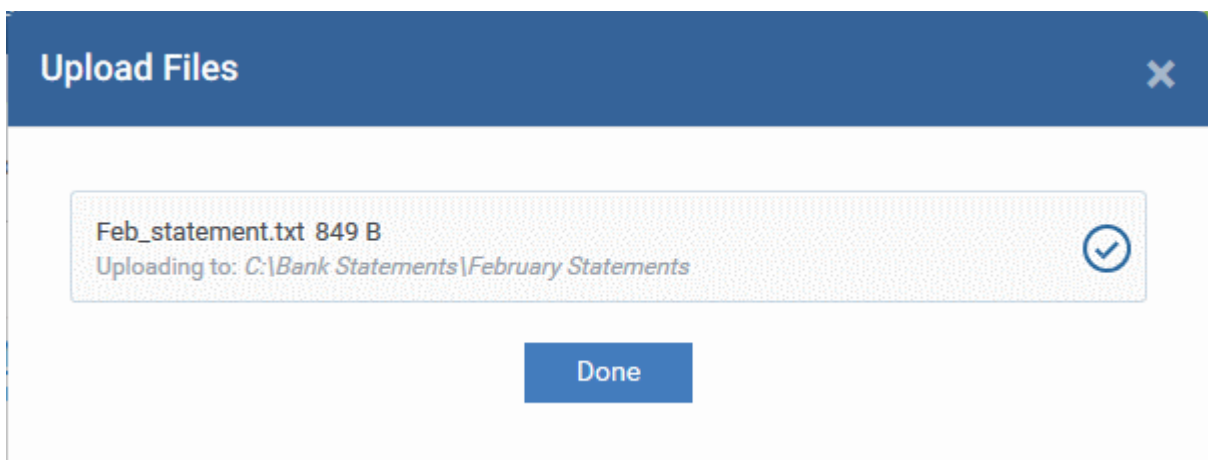 Upload Files
Feb_statement.txt 849 B
Uploading to: C:\Bank Statements\February Statements
Done